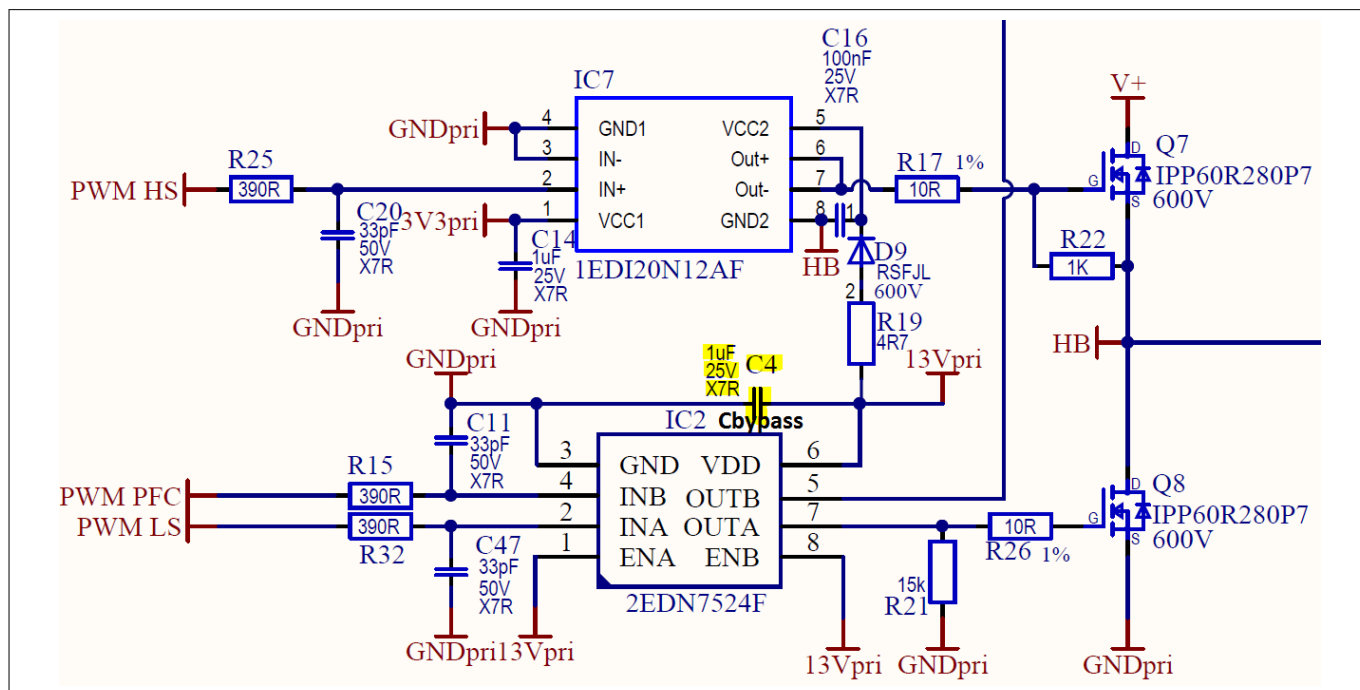 C16
100nF
25V
X7R
IC7
V+
GNDpri
4 GND1 VCC2 5
3 IN- Out+ 6
2 IN+ Out- 7
1 VCC1 GND2 8
1
R25
390R
PWM HS
R17 1%
10R
Q7
IPP60R280P7
600V
D
G
S
C20
33pF
50V
X7R
3V3pri
C14
1uF
25V
X7R
1EDI20N12AF
HB
D9
RSFJL
600V
2
R22
1K
GNDpri
GNDpri
R19
4R7
HB
GNDpri
1uF
25V
X7R
C4
13Vpri
IC2 Cbypass
C11
33pF
50V
X7R
3 GND VDD 6
4 INB OUTB 5
2 INA OUTA 7
1 ENA ENB 8
R15
390R
PWM PFC
PWM LS
390R
R32
C47
33pF
50V
X7R
Q8
IPP60R280P7
600V
D
G
S
10R
R26 1%
15k
R21
2EDN7524F
GNDpri
13Vpri
13Vpri
GNDpri
GNDpri